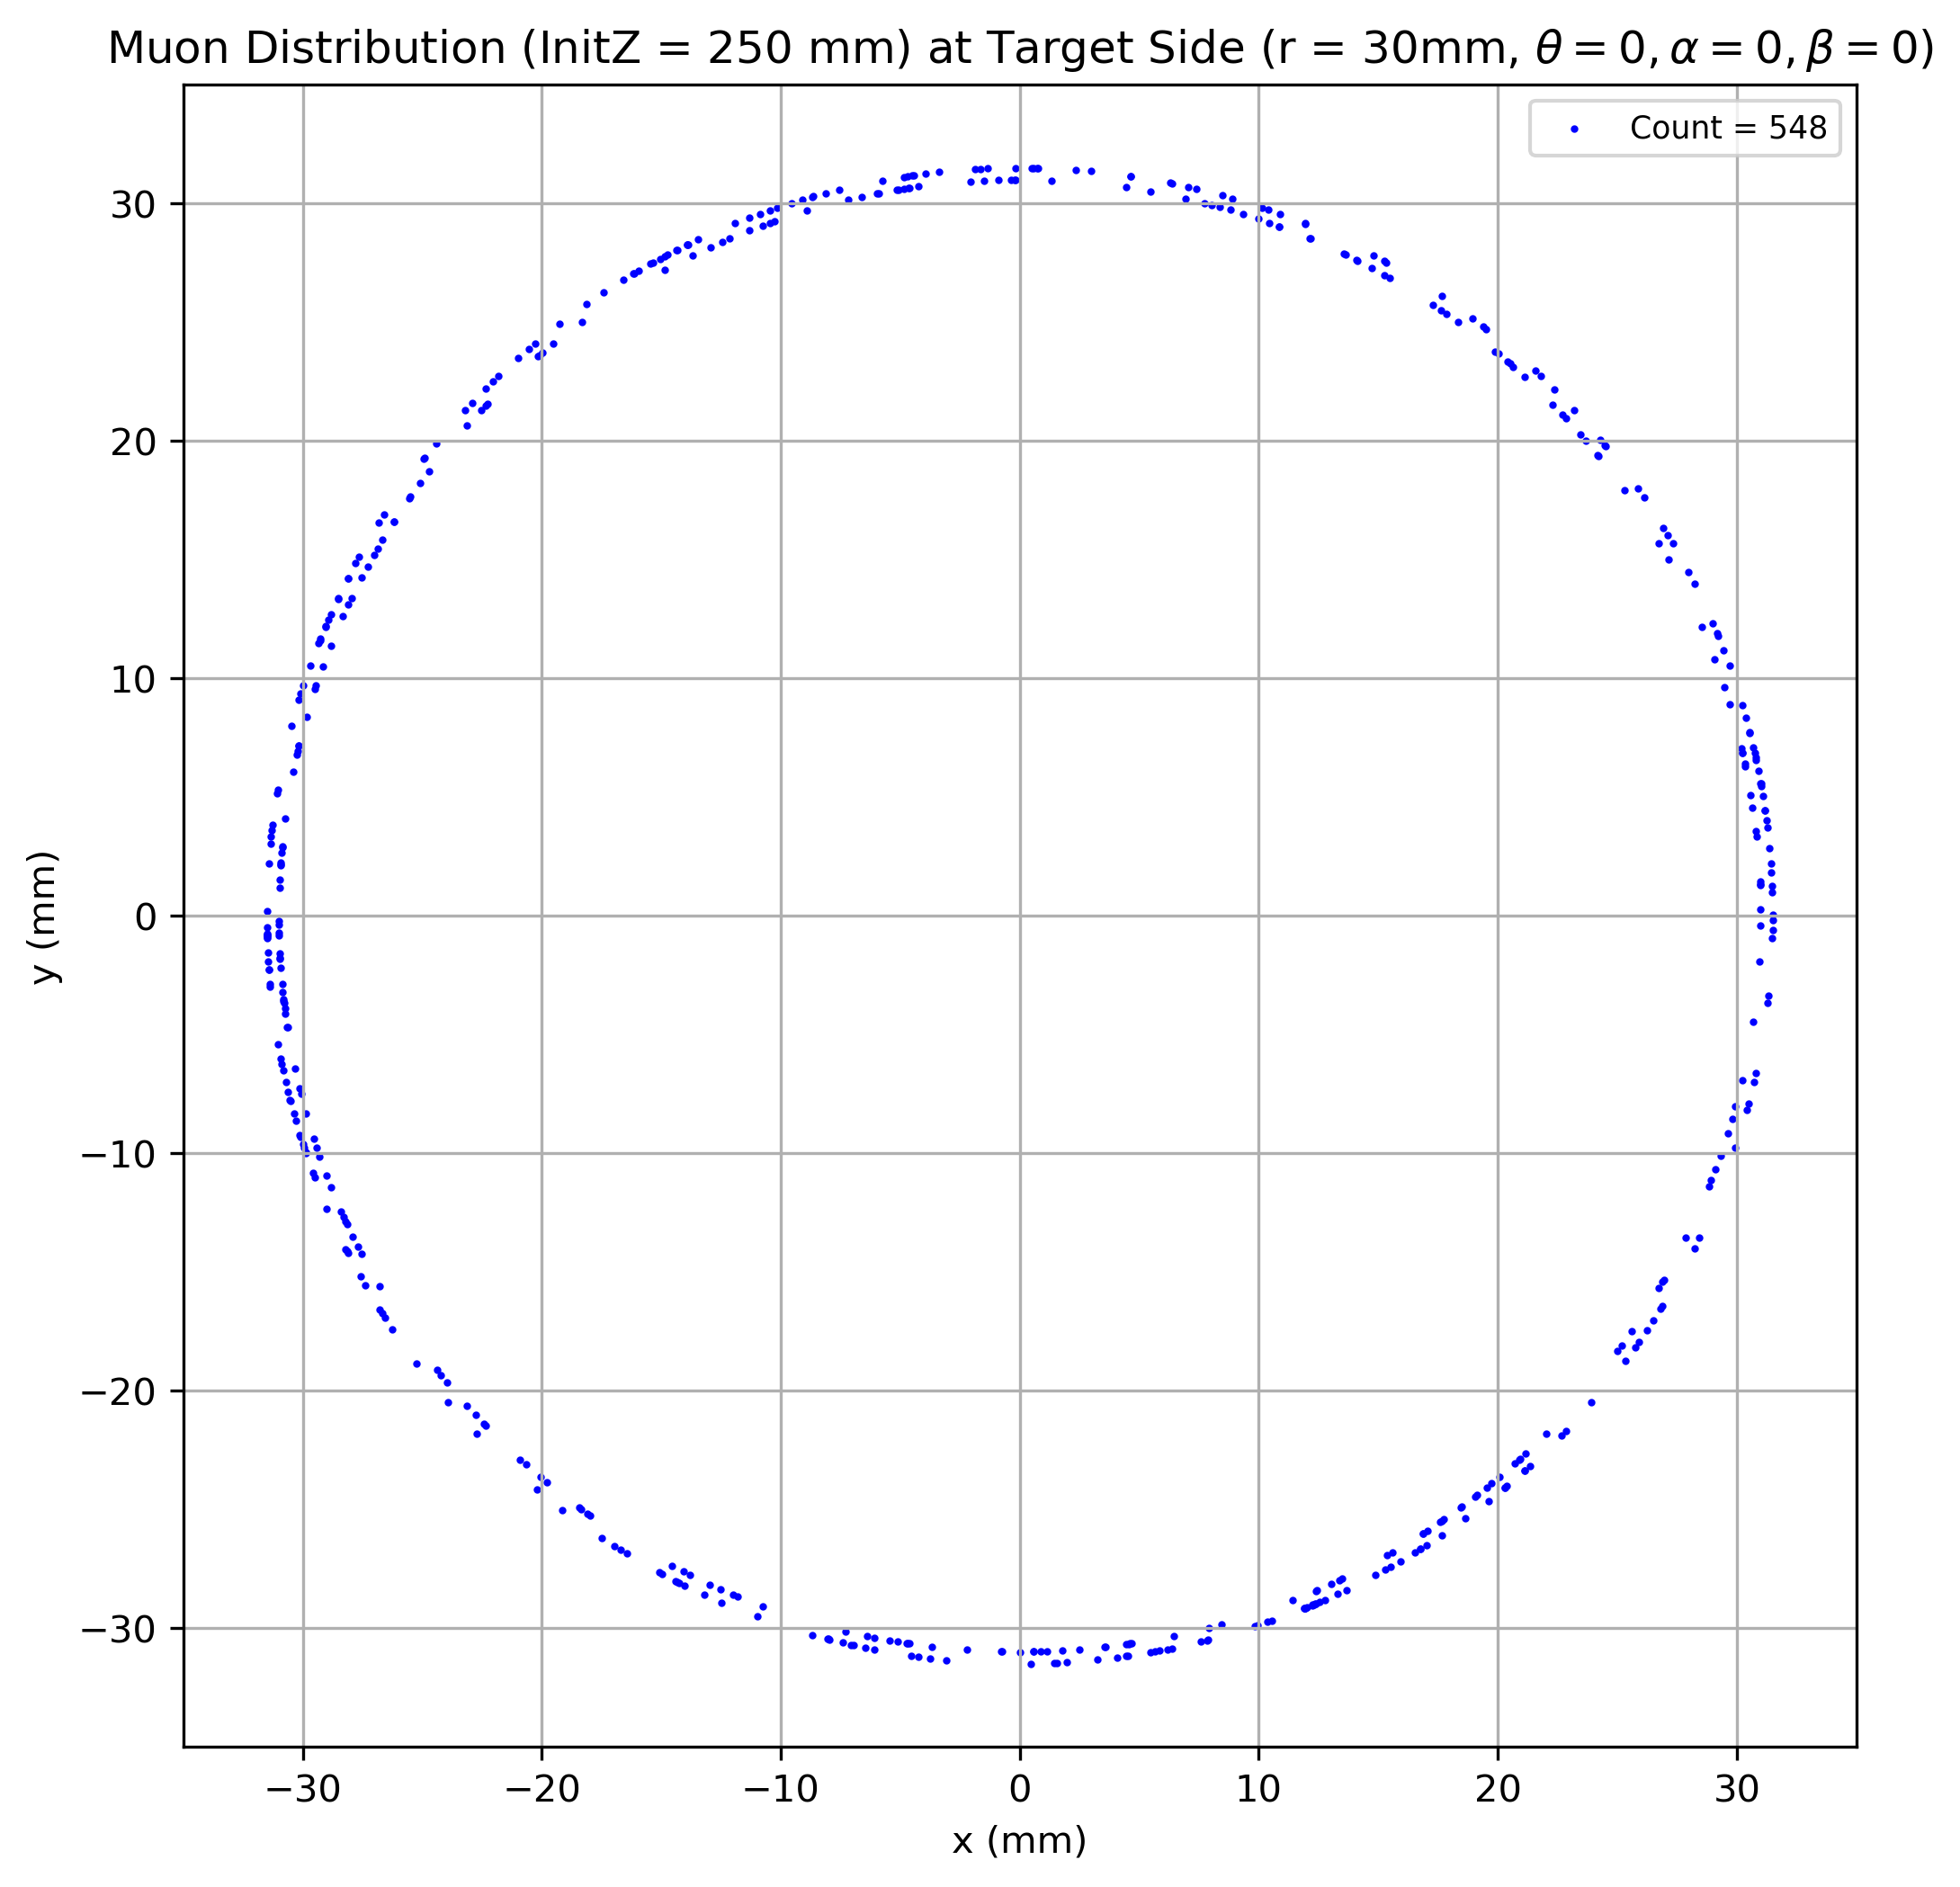 Muon Distribution (InitZ = 250 mm) at Target Side (r = 30mm, θ = 0, α = 0, β = 0)
Count = 548
30
20
10
0
−10
−20
−30
y (mm)
−30 −20 −10 0 10 20 30
x (mm)